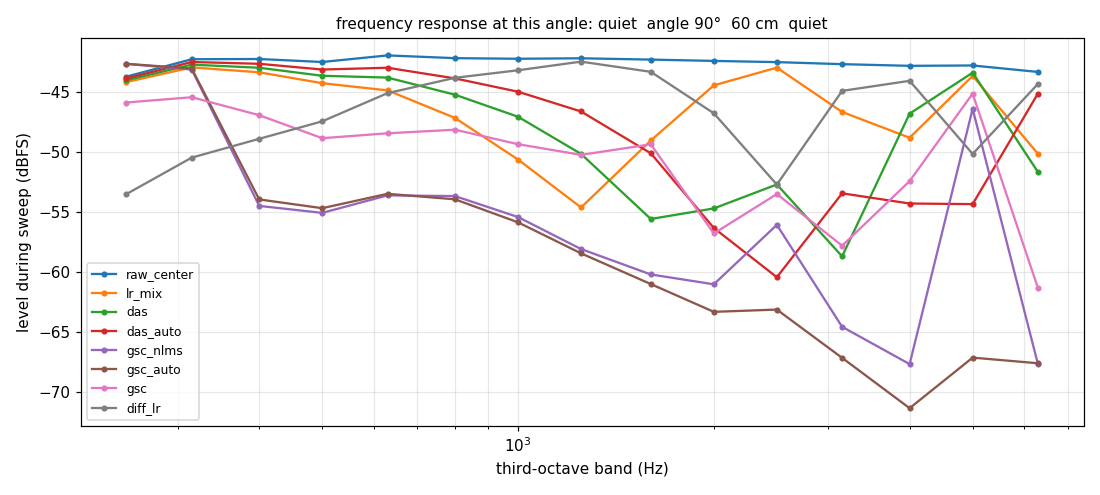 frequency response at this angle: quiet  angle 90°  60 cm  quiet
level during sweep (dBFS)
−45
−50
−55
−60
−65
−70
raw_center
lr_mix
das
das_auto
gsc_nlms
gsc_auto
gsc
diff_lr
10³
third-octave band (Hz)